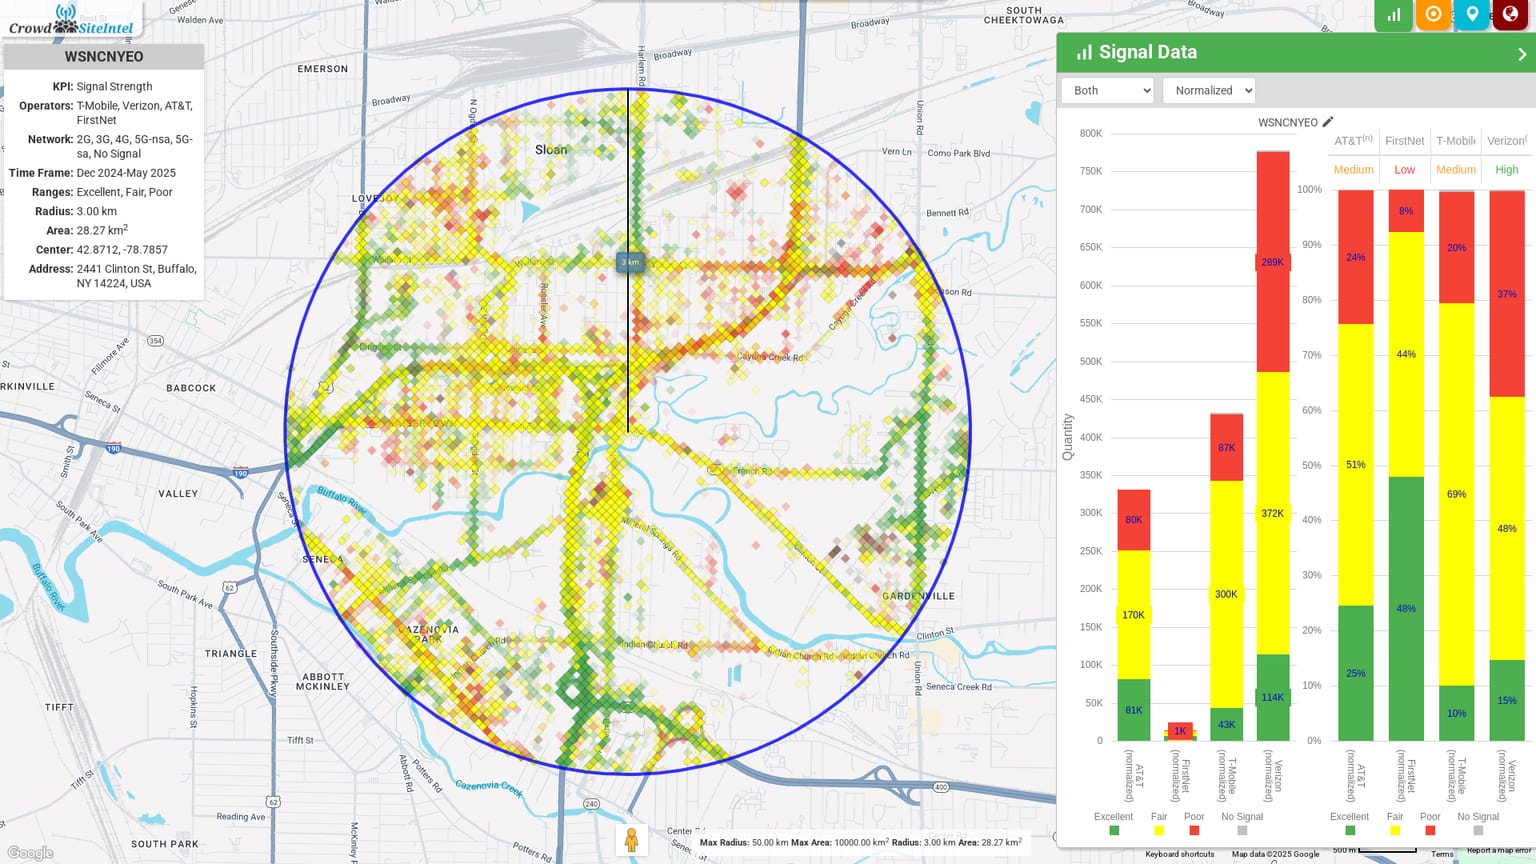 Crowd SiteIntel
WSNCNYEO
KPI: Signal Strength
Operators: T-Mobile, Verizon, AT&T,
FirstNet
Network: 2G, 3G, 4G, 5G-nsa, 5G-
sa, No Signal
Time Frame: Dec 2024-May 2025
Ranges: Excellent, Fair, Poor
Radius: 3.00 km
Area: 28.27 km2
Center: 42.8712, -78.7857
Address: 2441 Clinton St, Buffalo,
NY 14224, USA
Walden Ave
Walden Ave
EMERSON
Broadway
Broadway
Broadway
Broadway
SOUTH
CHEEKTOWAGA
Harlem Rd
Union Rd
Sloan
Vern Ln
Como Park Blvd
Bennett Rd
3 km
Rossler Ave
Cayuga Creek Rd
354
Fillmore Ave
RKINVILLE
BABCOCK
Seneca St
190
190
Smith St
VALLEY
South Park Ave
South Park Ave
Buffalo River
Buffalo River
French Rd
Mineral Springs Rd
Clinton St
SENECA
62
GARDENVILLE
Clinton St
CAZENOVIA
PARK
Indian Church Rd
Indian Church Rd
TRIANGLE
ABBOTT
MCKINLEY
Southside Pkwy
Union Rd
Seneca Creek Rd
TIFFT
Hopkins St
Tifft St
Tifft St
Abbott Rd
Potters Rd
Cazenovia Creek
62
240
400
Reading Ave
McKinley P
SOUTH PARK
Potters Rd
Center Rd
Google
Max Radius: 50.00 km Max Area: 10000.00 km2 Radius: 3.00 km Area: 28.27 km2
Signal Data
Both
Normalized
WSNCNYEO
Quantity
800K
750K
700K
650K
600K
550K
500K
450K
400K
350K
300K
250K
200K
150K
100K
50K
0
80K
170K
81K
1K
87K
300K
43K
289K
372K
114K
AT&T
(normalized)
FirstNet
(normalized)
T-Mobile
(normalized)
Verizon
(normalized)
Excellent
Fair
Poor
No Signal
AT&T(n)
FirstNet
T-Mobile
Verizon(
Medium
Low
Medium
High
100%
90%
80%
70%
60%
50%
40%
30%
20%
10%
0%
24%
51%
25%
8%
44%
48%
20%
69%
10%
37%
48%
15%
AT&T
(normalized)
FirstNet
(normalized)
T-Mobile
(normalized)
Verizon
(normalized)
Excellent
Fair
Poor
No Signal
Keyboard shortcuts
Map data ©2025 Google
500 m
Terms
Report a map error